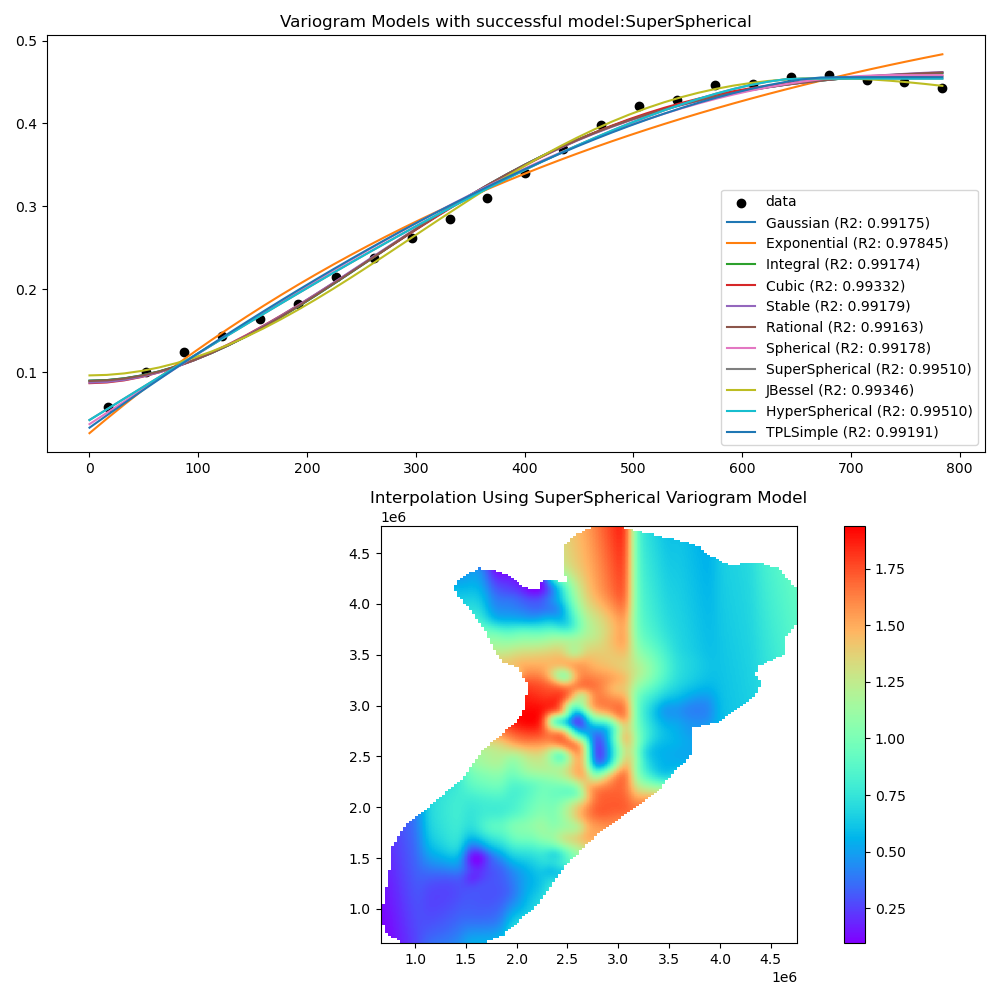 Variogram Models with successful model:SuperSpherical
0.5
0.4
0.3
0.2
0.1
data
Gaussian (R2: 0.99175)
Exponential (R2: 0.97845)
Integral (R2: 0.99174)
Cubic (R2: 0.99332)
Stable (R2: 0.99179)
Rational (R2: 0.99163)
Spherical (R2: 0.99178)
SuperSpherical (R2: 0.99510)
JBessel (R2: 0.99346)
HyperSpherical (R2: 0.99510)
TPLSimple (R2: 0.99191)
0 100 200 300 400 500 600 700 800
Interpolation Using SuperSpherical Variogram Model
1e6
4.5
4.0
3.5
3.0
2.5
2.0
1.5
1.0
1.0 1.5 2.0 2.5 3.0 3.5 4.0 4.5
1e6
1.75
1.50
1.25
1.00
0.75
0.50
0.25